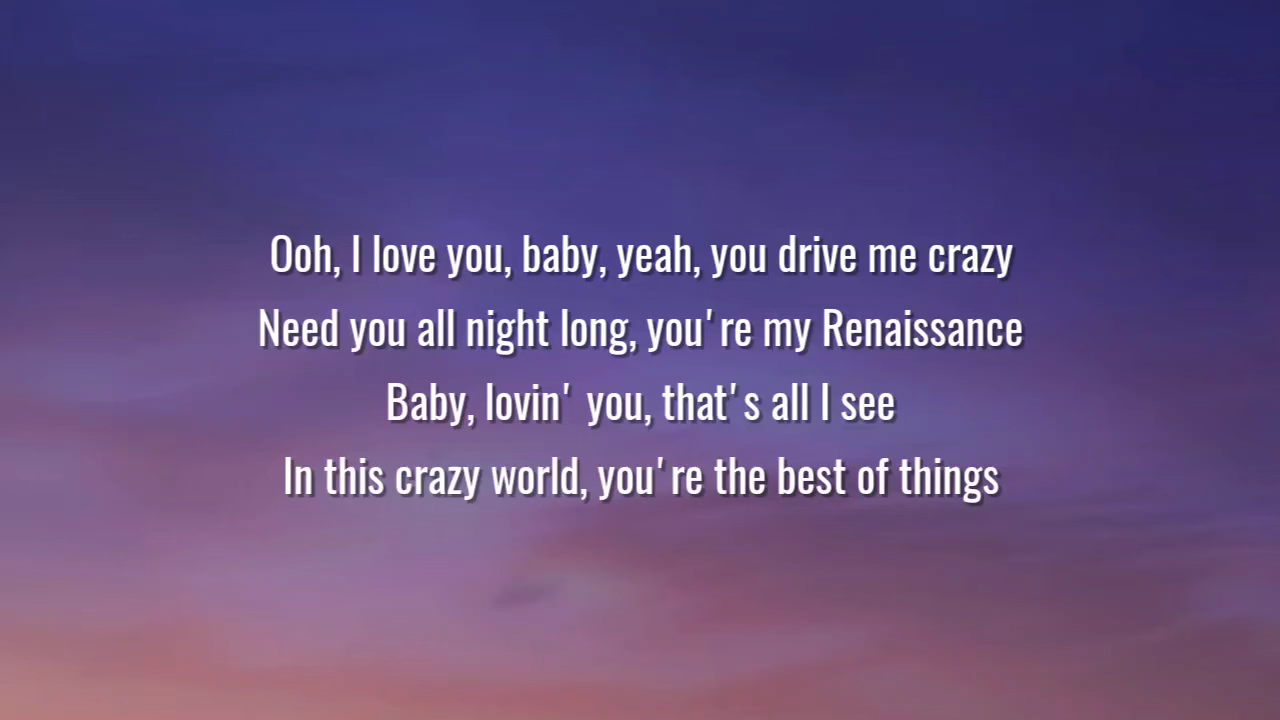 Ooh, I love you, baby, yeah, you drive me crazy
Need you all night long, you're my Renaissance
Baby, lovin' you, that's all I see
In this crazy world, you're the best of things